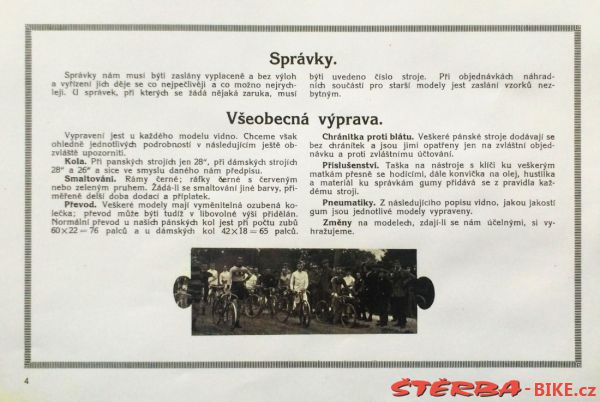 Správky.
Správky nám musí býti zaslány vyplaceně a bez výloh
a vyřízení jich děje se co nejpečlivěji a co možno nejrych-
leji. U správek, při kterých se žádá nějaká zaruka, musí
býti uvedeno číslo stroje. Při objednávkách náhrad-
ních součástí pro starší modely jest zaslání vzorků nez-
bytným.
Všeobecná výprava.
Vypravení jest u každého modelu vidno. Chceme však
ohledně jednotlivých podrobností v následujícím ještě ob-
zvláště upozorniti.
Kola. Při panských strojích jen 28", při dámských strojích
28" a 26" a sice ve smyslu daného nám předpisu.
Smaltování. Rámy černé; ráfky černé s červeným
nebo zeleným pruhem. Žádá-li se smaltování jiné barvy, při-
měřeně delší doba dodací a příplatek.
Převod. Veškeré modely mají vyměnitelná ozubená ko-
lečka; převod může býti tudíž v libovolné výši přidělán.
Normální převod u našich pánských kol jest při počtu zubů
60×22=76 palců a u dámských kol 42×18=65 palců.
Chránítka proti blátu. Veškeré pánské stroje dodávají se
bez chránítek a jsou jimi opatřeny jen na zvláštní objed-
návku a proti zvláštnímu účtování.
Příslušenství. Taška na nástroje s klíči ku veškerým
matkám přesně se hodícími, dále konvička na olej, hustilka
a materiál ku správkám gumy přidává se z pravidla každ-
ému stroji.
Pneumatiky. Z následujícího popisu vidno, jakou jakostí
gum jsou jednotlivé modely vypraveny.
Změny na modelech, zdají-li se nám účelnými, si vy-
hražujeme.
4
ŠTĚRBA-BIKE.cz